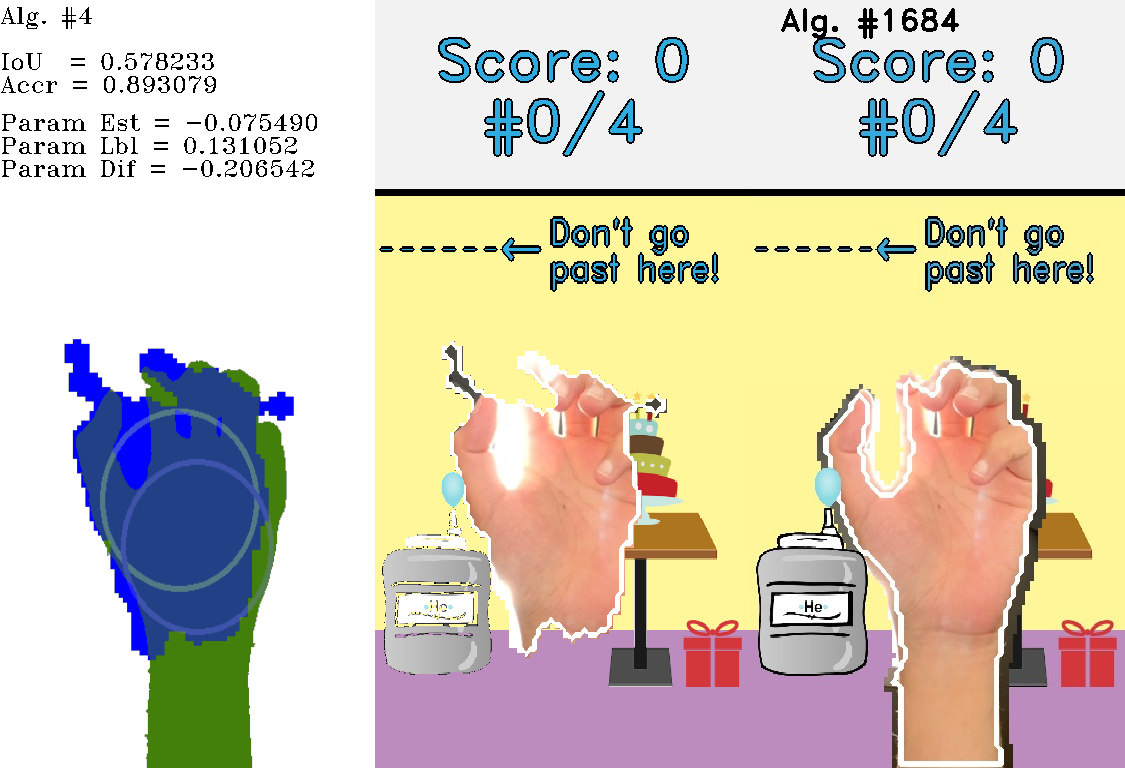 Alg. #4
IoU = 0.578233
Accr = 0.893079
Param Est = −0.075490
Param Lbl = 0.131052
Param Dif = −0.206542
Score: 0
#0/4
Don't go
past here!
He
Alg. #1684
Score: 0
#0/4
Don't go
past here!
He